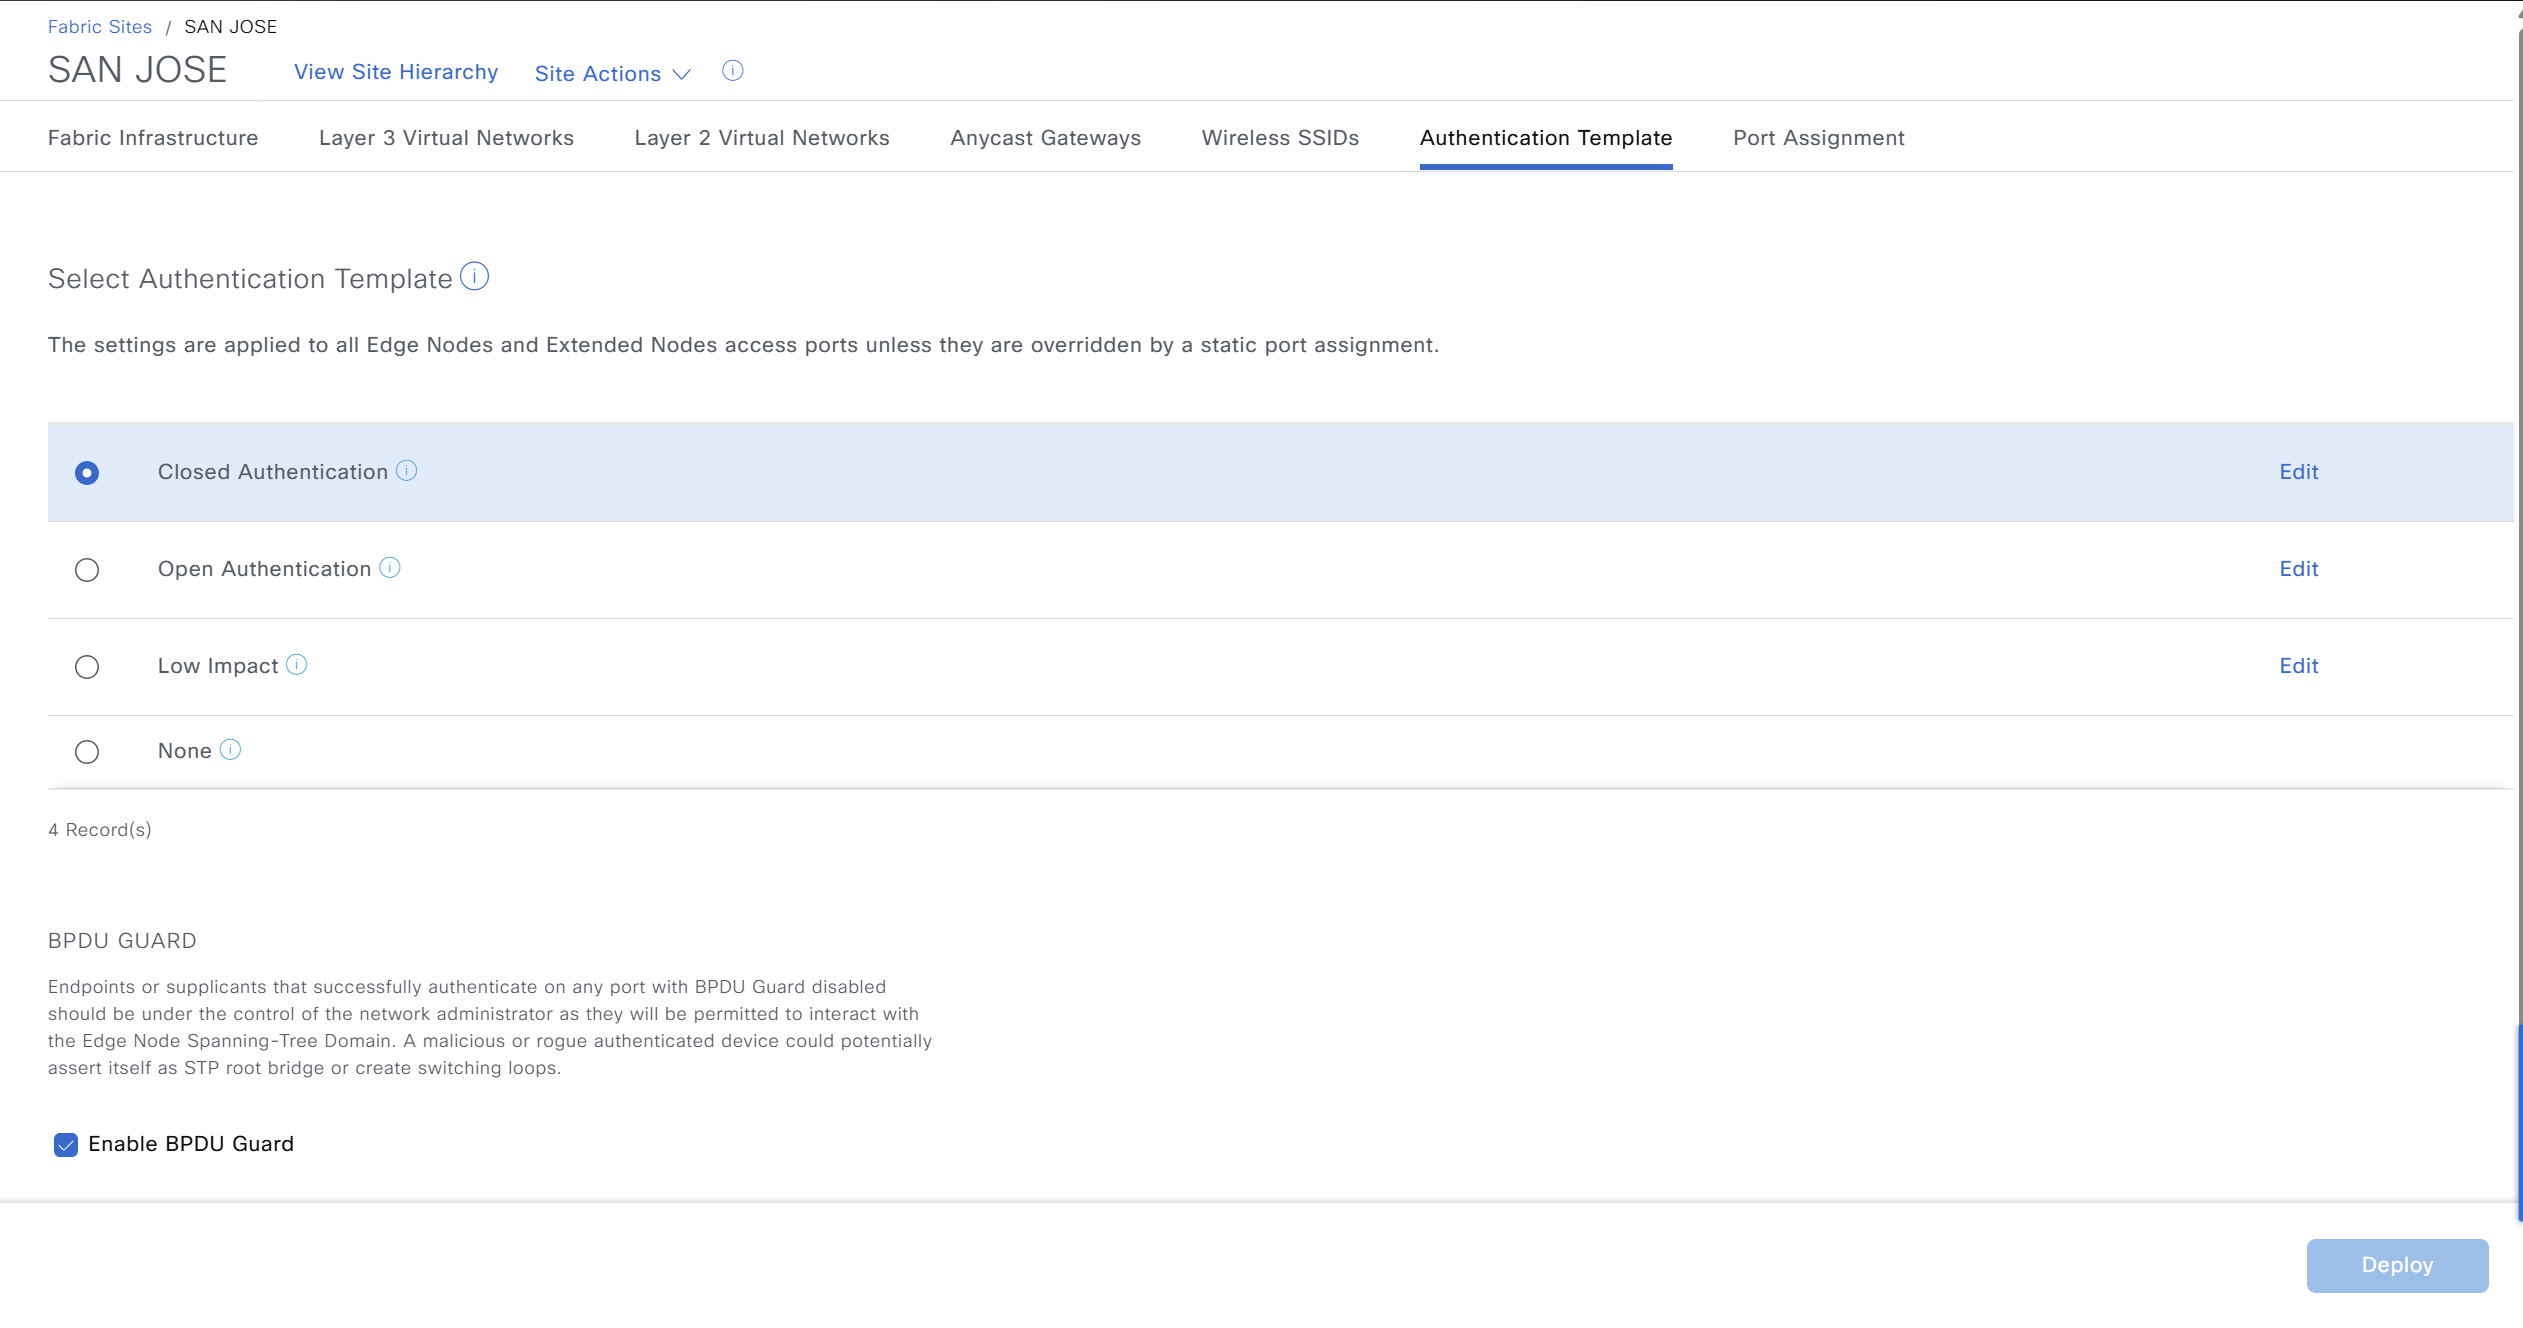 Fabric Sites / SAN JOSE
SAN JOSE View Site Hierarchy Site Actions
Fabric Infrastructure Layer 3 Virtual Networks Layer 2 Virtual Networks Anycast Gateways Wireless SSIDs Authentication Template Port Assignment
Select Authentication Template
The settings are applied to all Edge Nodes and Extended Nodes access ports unless they are overridden by a static port assignment.
Closed Authentication Edit
Open Authentication Edit
Low Impact Edit
None
4 Record(s)
BPDU GUARD
Endpoints or supplicants that successfully authenticate on any port with BPDU Guard disabled
should be under the control of the network administrator as they will be permitted to interact with
the Edge Node Spanning-Tree Domain. A malicious or rogue authenticated device could potentially
assert itself as STP root bridge or create switching loops.
Enable BPDU Guard
Deploy